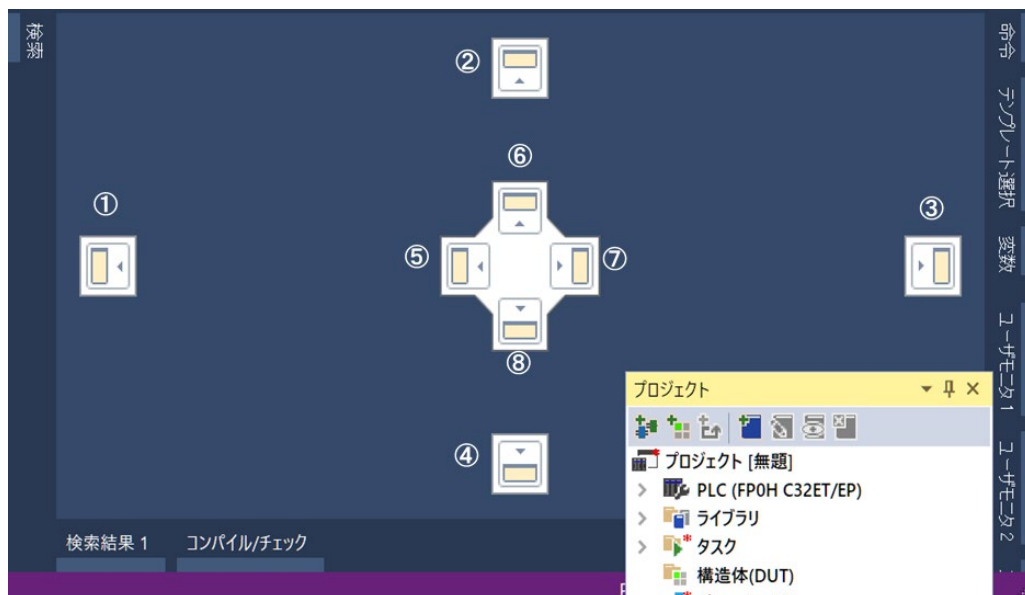 検索
②
⑥
①
③
⑤
⑦
⑧
④
命令
テンプレート選択
変数
ユーザモニタ 1
ユーザモニタ 2
プロジェクト
プロジェクト [無題]
PLC (FP0H C32ET/EP)
ライブラリ
タスク
構造体(DUT)
検索結果 1
コンパイル/チェック